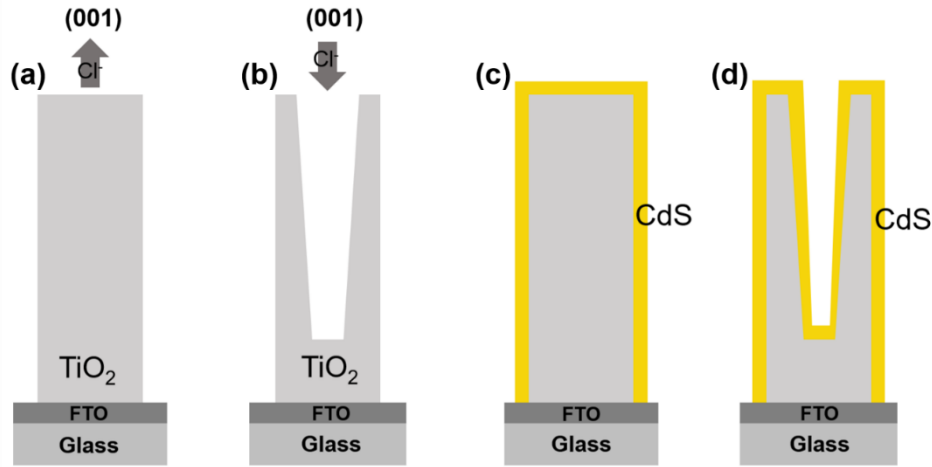 (001)
(001)
(a)
Cl⁻
(b)
Cl⁻
(c)
(d)
CdS
CdS
TiO₂
TiO₂
FTO
FTO
FTO
FTO
Glass
Glass
Glass
Glass